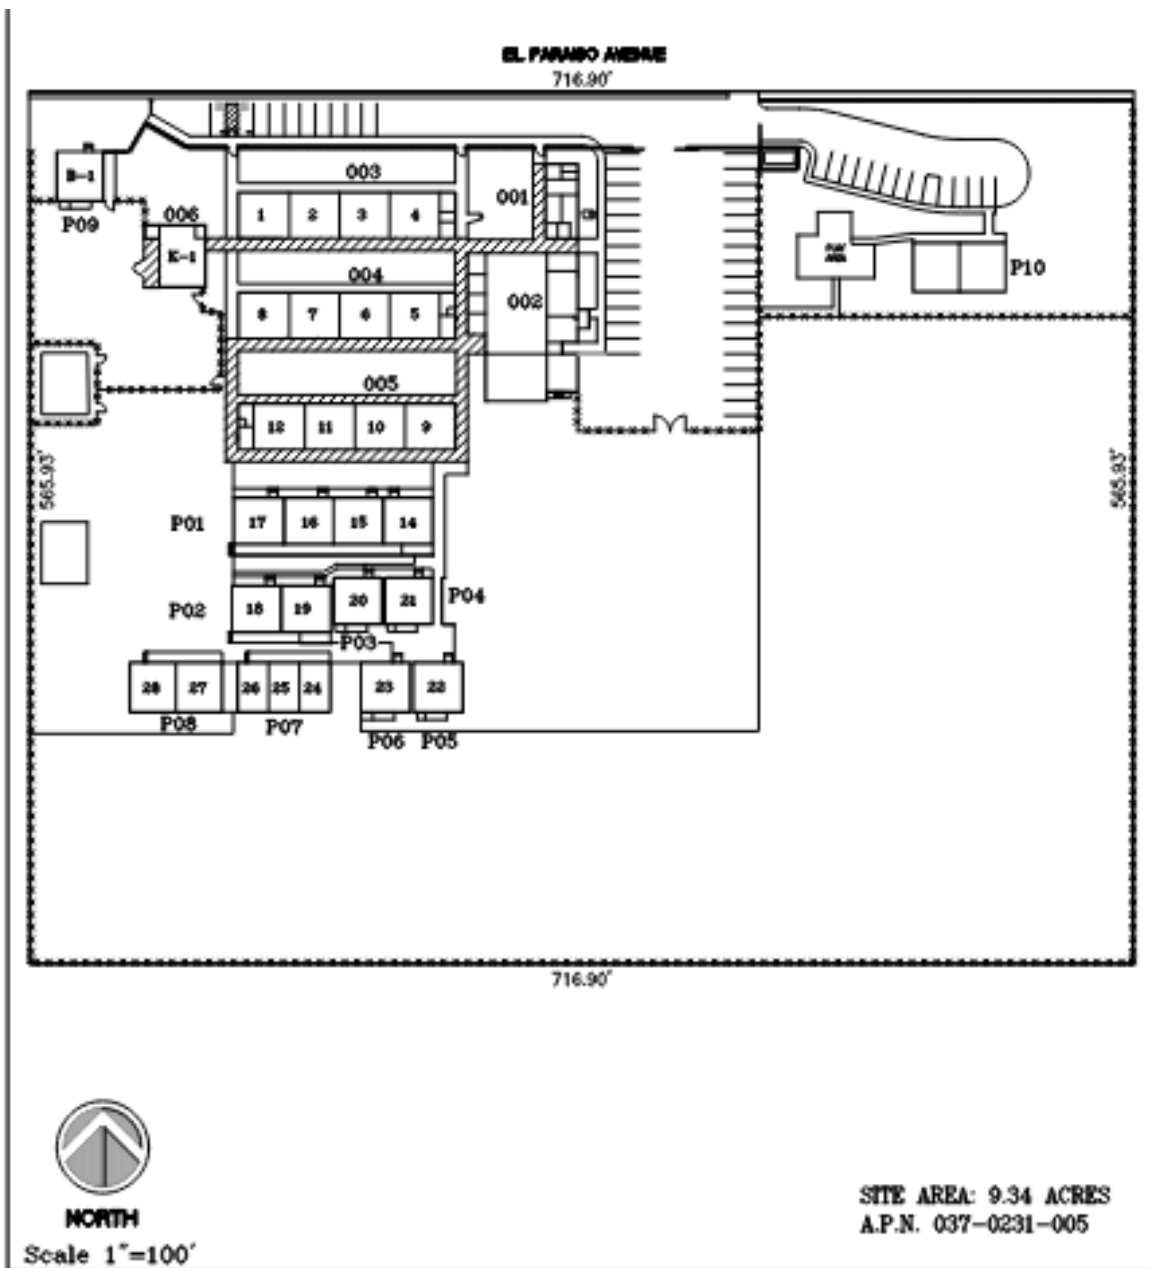 EL PARAISO AVENUE
716.90'
003
001
B-1
P09
006
1 2 3 4
K-1
004
PLAY AREA
P10
002
8 7 6 5
005
12 11 10 9
565.93'
565.93'
P01
17 16 15 14
P02
18 19 20 21
P04
P03
28 27 26 25 24 23 22
P08
P07
P06 P05
716.90'
NORTH
Scale 1"=100'
SITE AREA: 9.34 ACRES
A.P.N. 037-0231-005